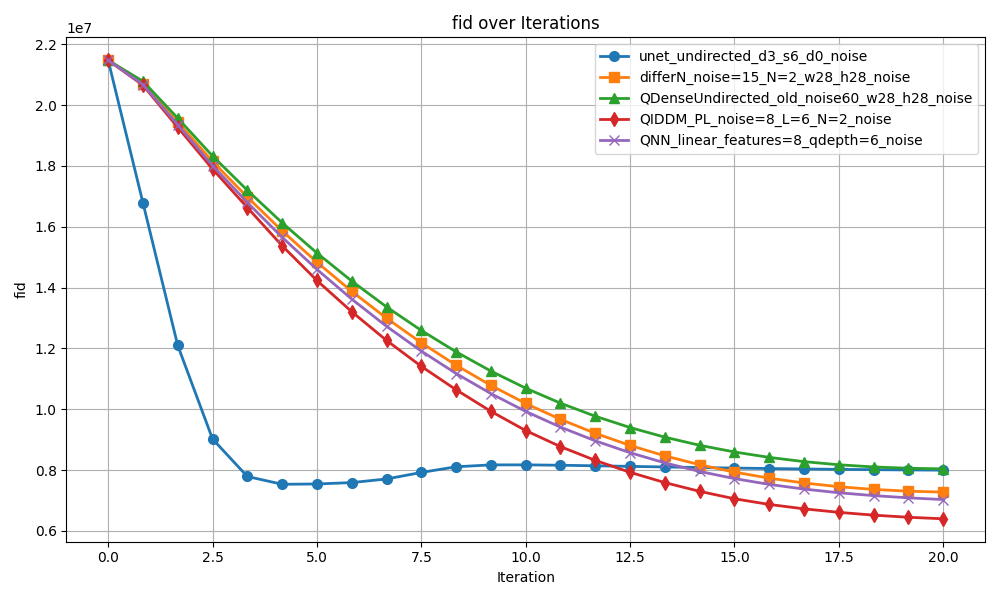 fid over Iterations
1e7
2.2
2.0
1.8
1.6
1.4
1.2
1.0
0.8
0.6
fid
unet_undirected_d3_s6_d0_noise
differN_noise=15_N=2_w28_h28_noise
QDenseUndirected_old_noise60_w28_h28_noise
QIDDM_PL_noise=8_L=6_N=2_noise
QNN_linear_features=8_qdepth=6_noise
0.0 2.5 5.0 7.5 10.0 12.5 15.0 17.5 20.0
Iteration